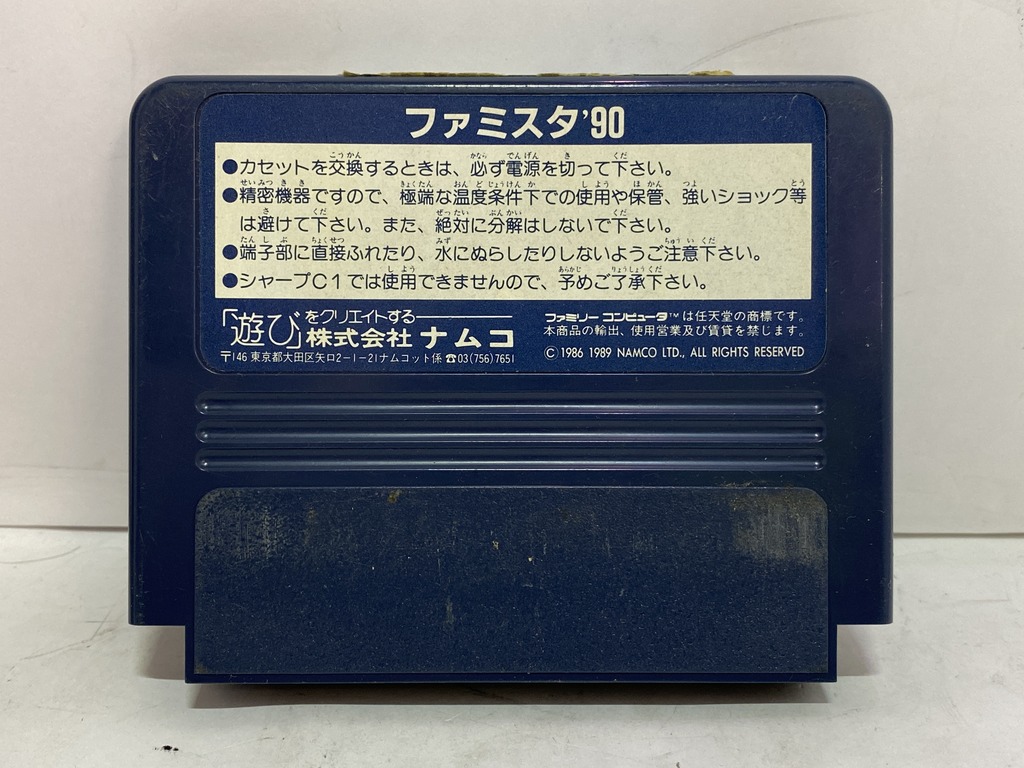 ファミスタ'90
●カセットを交換するときは、必ず電源を切って下さい。
●精密機器ですので、極端な温度条件下での使用や保管、強いショック等
は避けて下さい。また、絶対に分解はしないで下さい。
●端子部に直接ふれたり、水にぬらしたりしないようご注意下さい。
●シャープC1では使用できませんので、予めご了承下さい。
「遊び」をクリエイトする
株式会社 ナムコ
〒146 東京都大田区矢口2-1-21ナムコット係 ☎03(756)7651
ファミリー コンピュータ™ は任天堂の商標です。
本商品の輸出、使用営業及び賃貸を禁じます。
© 1986 1989 NAMCO LTD., ALL RIGHTS RESERVED